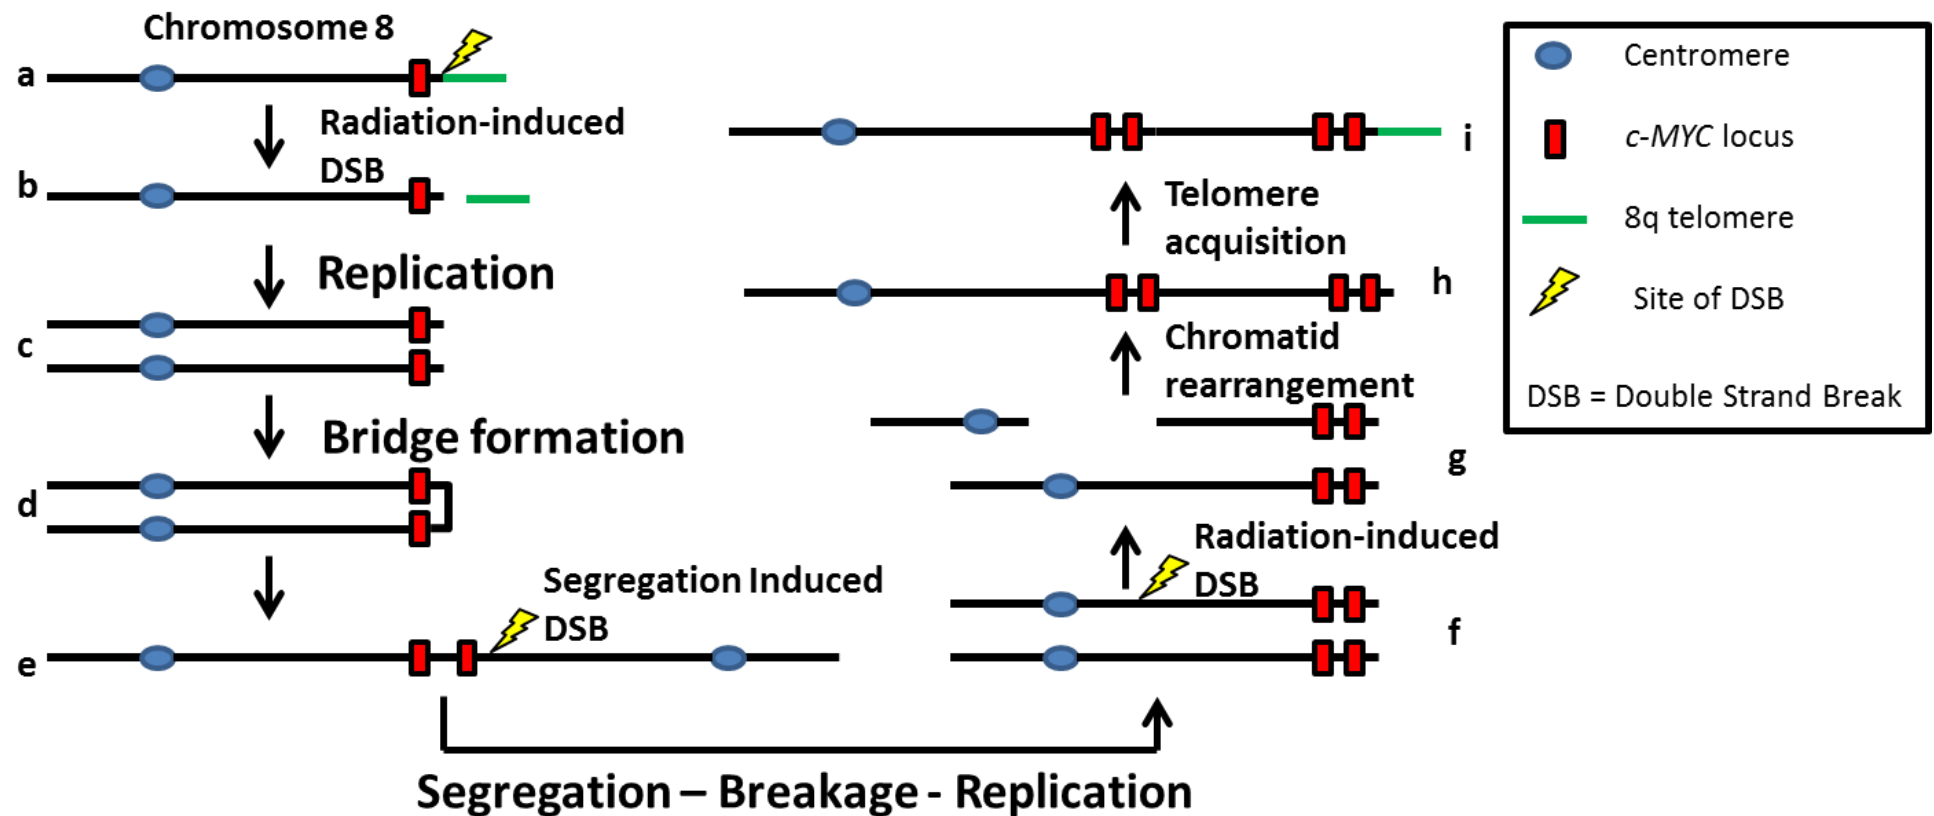 Chromosome 8
a
Radiation-induced
DSB
b
Replication
c
Bridge formation
d
Segregation Induced
DSB
e
Segregation – Breakage - Replication
f
Radiation-induced
DSB
g
Chromatid
rearrangement
h
Telomere
acquisition
i
Centromere
c-MYC locus
8q telomere
Site of DSB
DSB = Double Strand Break